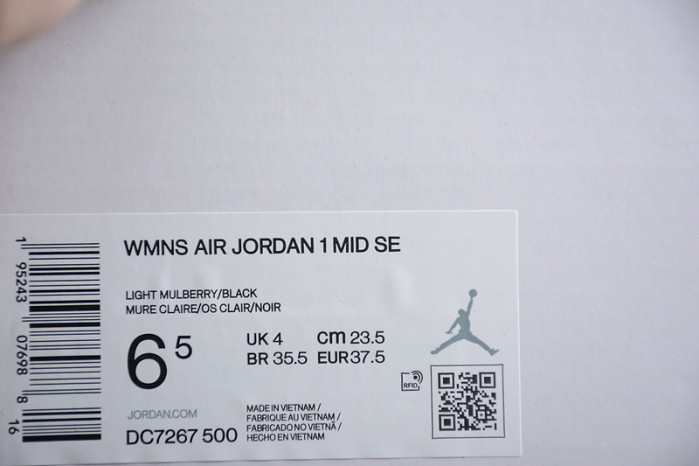 WMNS AIR JORDAN 1 MID SE
LIGHT MULBERRY/BLACK
MURE CLAIRE/OS CLAIR/NOIR
6 5
UK 4 cm 23.5
BR 35.5 EUR 37.5
RFID
JORDAN.COM
DC7267 500
MADE IN VIETNAM /
FABRIQUE AU VIETNAM /
FABRICADO NO VIETNÃ /
HECHO EN VIETNAM
1 95243 07698 8
16